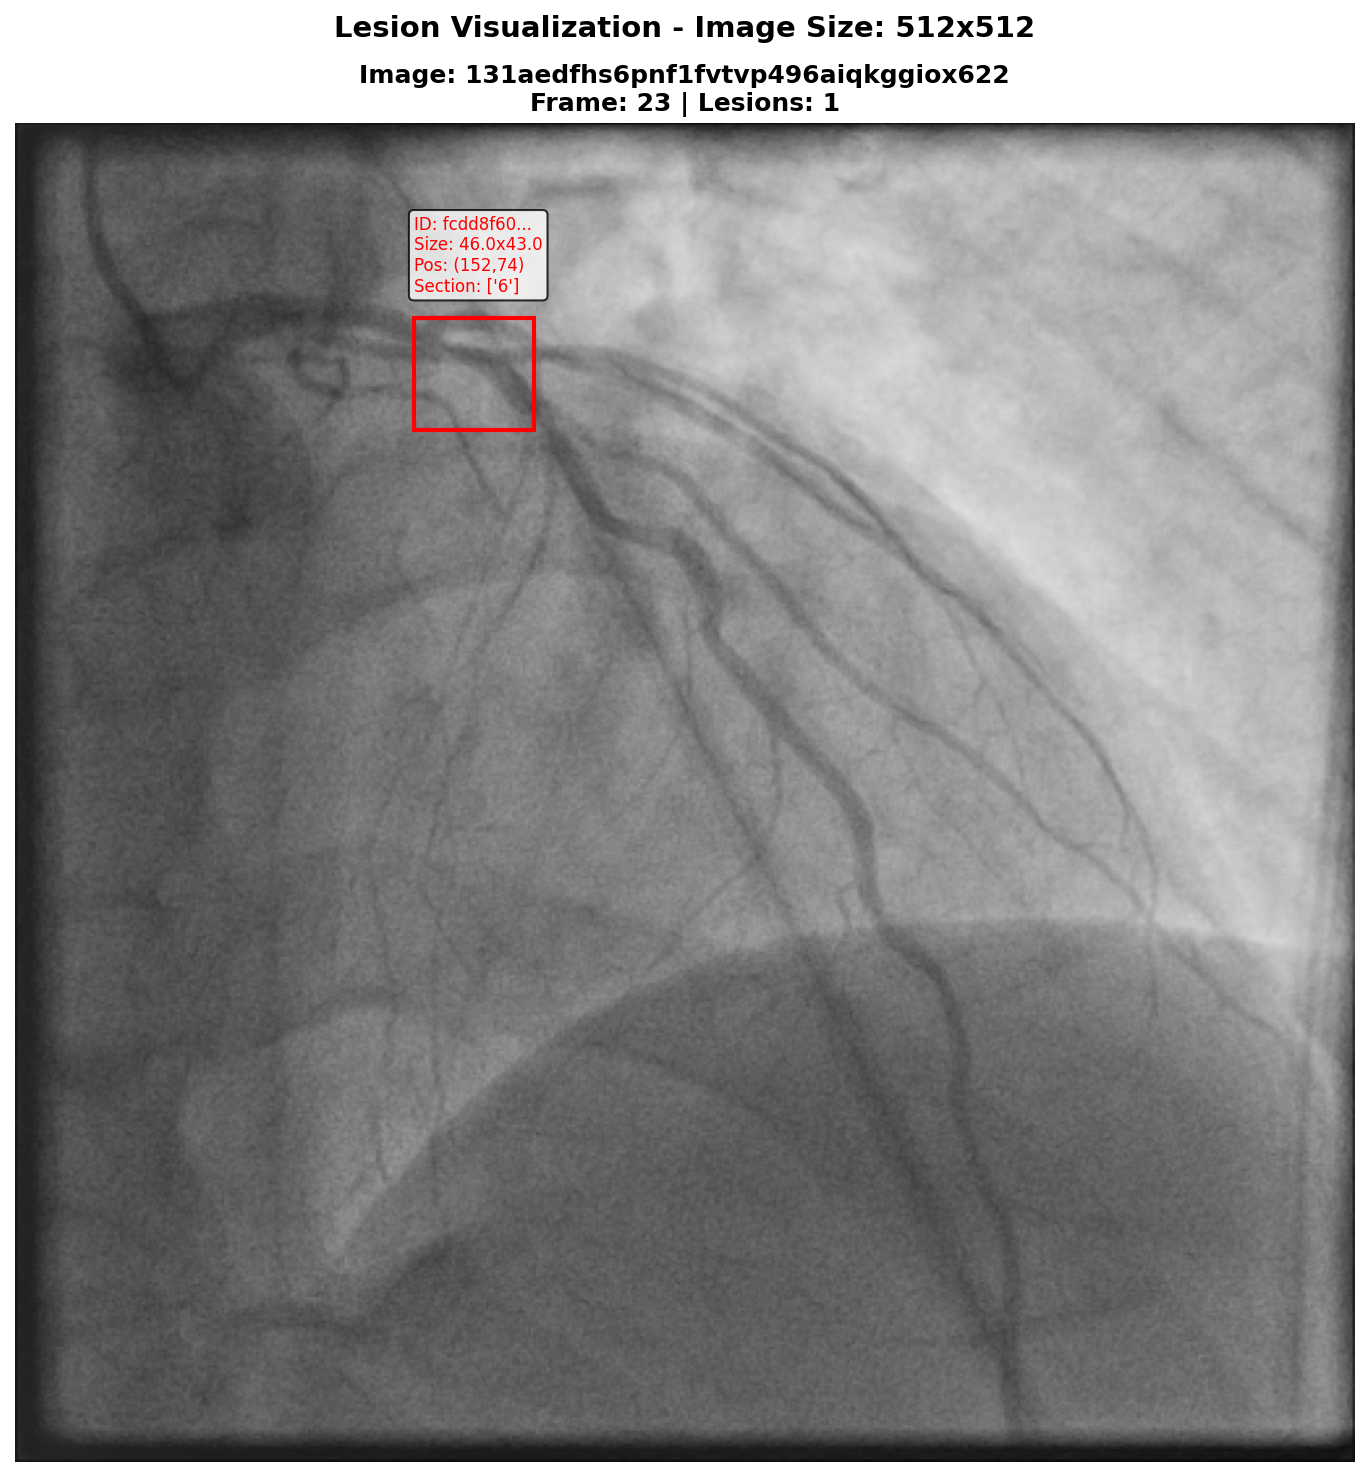 Lesion Visualization - Image Size: 512x512
Image: 131aedfhs6pnf1fvtvp496aiqkggiox622
Frame: 23 | Lesions: 1
ID: fcdd8f60...
Size: 46.0x43.0
Pos: (152,74)
Section: ['6']